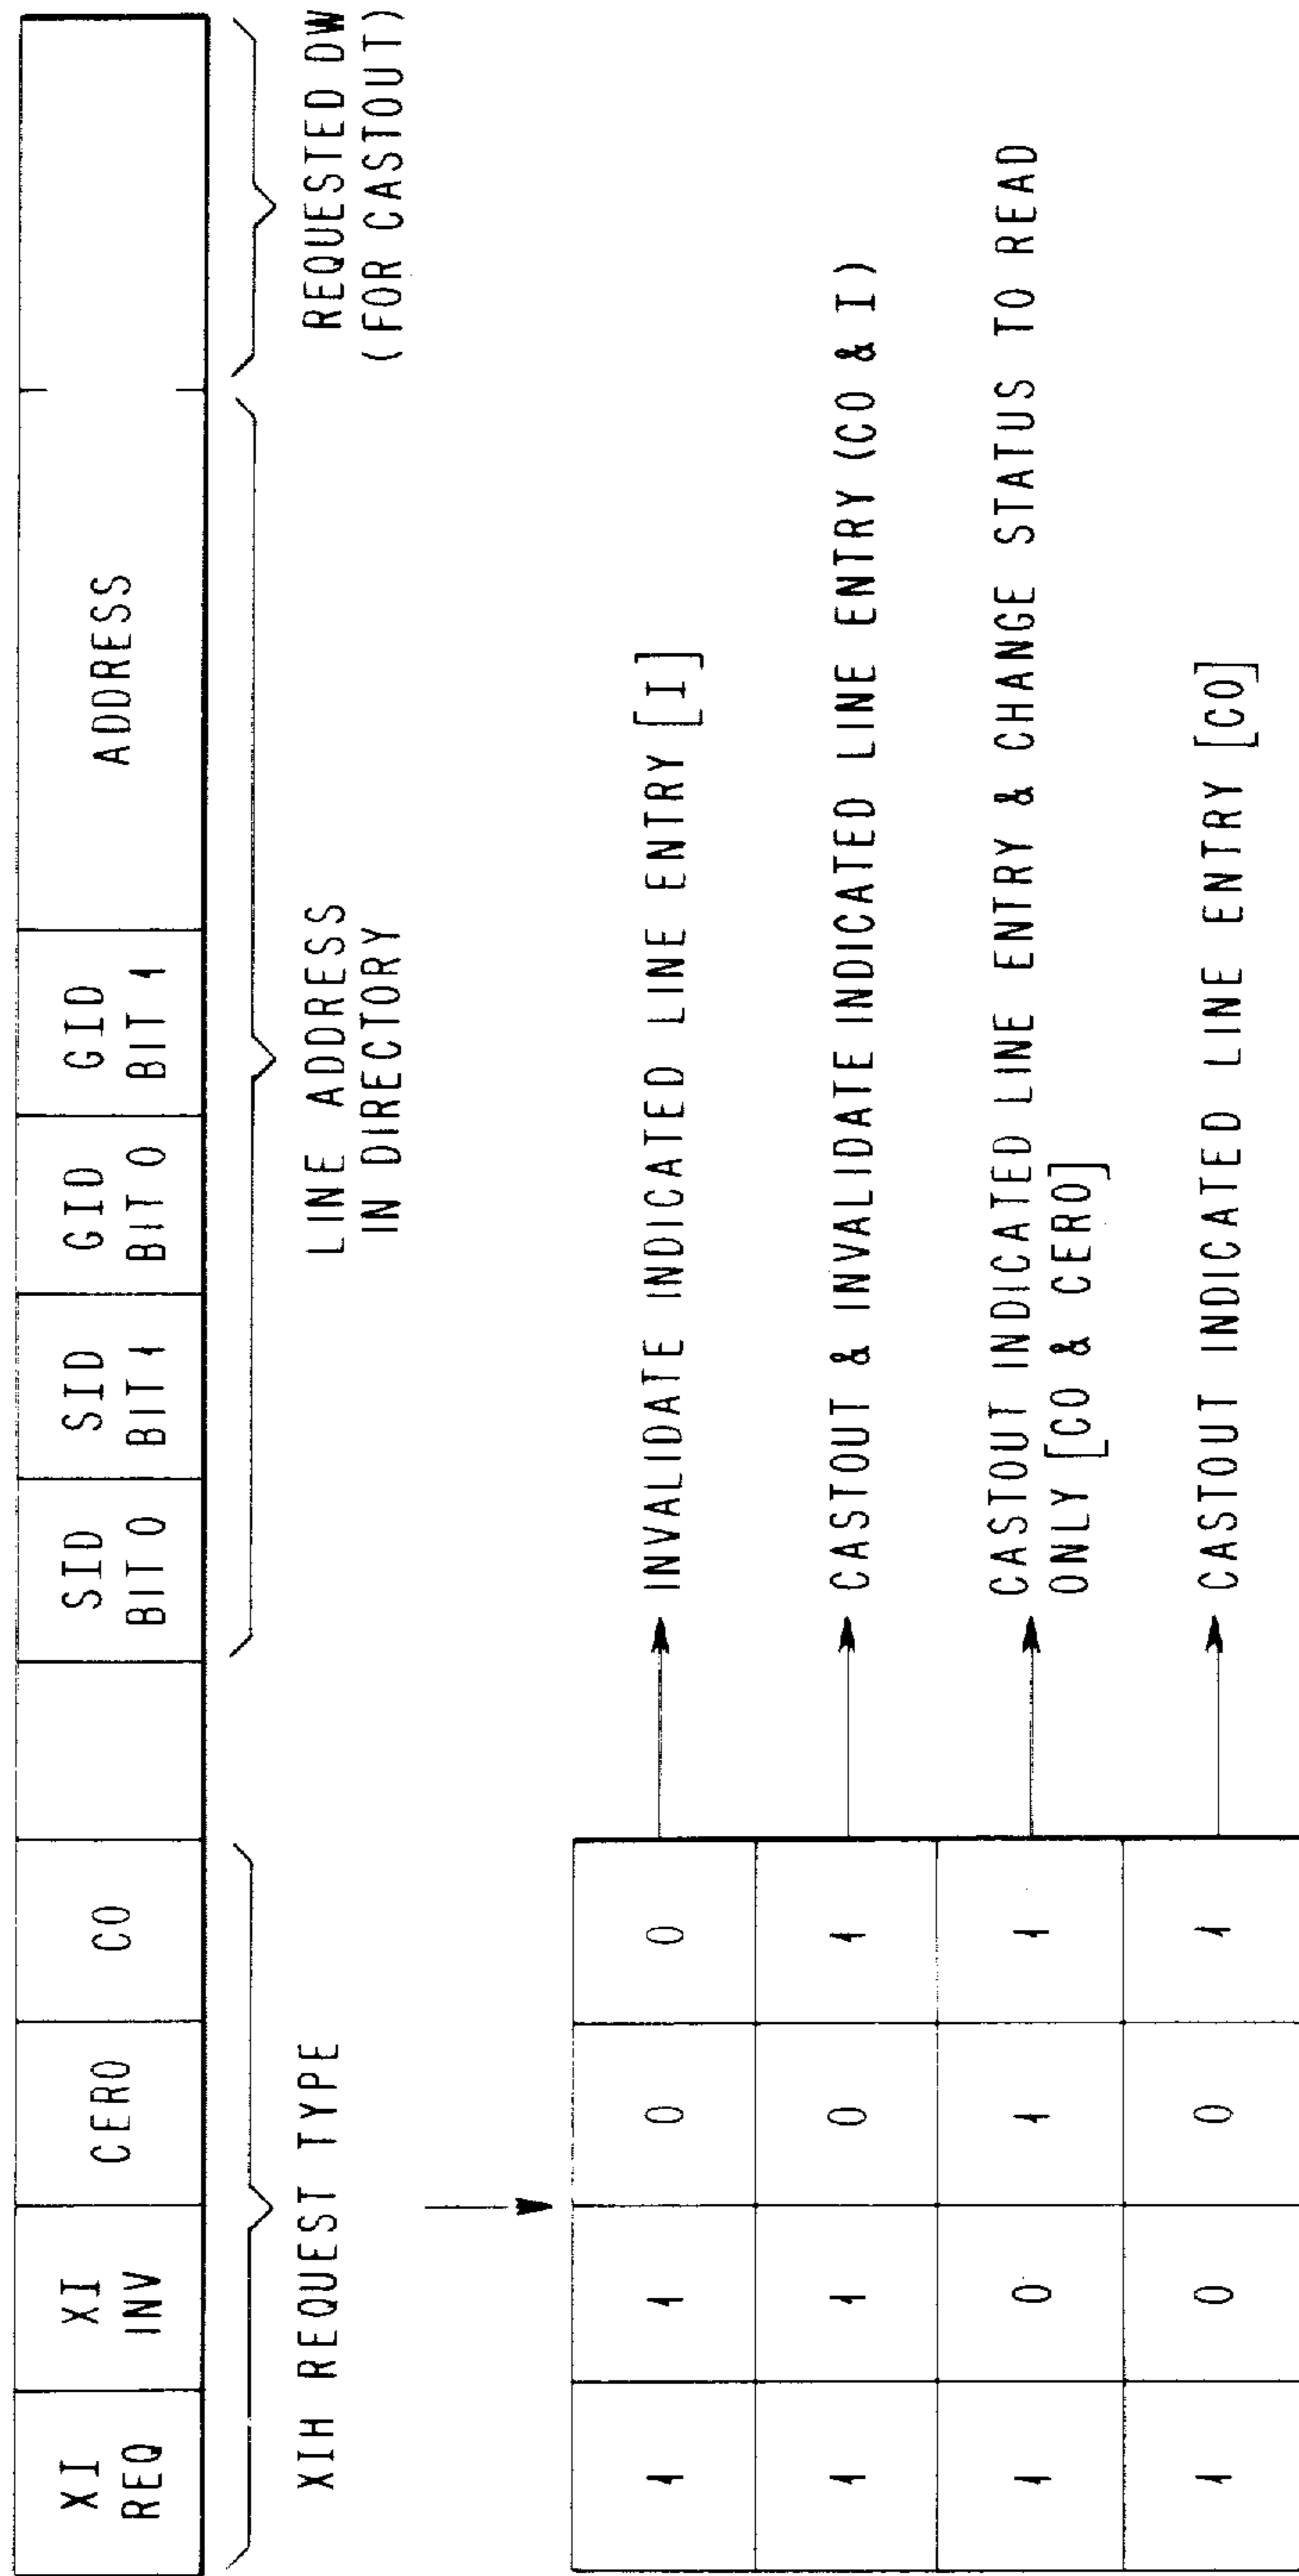 XI REQ
XI INV
CERO
CO
SID BIT 0
SID BIT 1
GID BIT 0
GID BIT 1
ADDRESS
XIH REQUEST TYPE
LINE ADDRESS
IN DIRECTORY
REQUESTED DW
(FOR CASTOUT)
1 1 0 0 INVALIDATE INDICATED LINE ENTRY [I]
1 1 0 1 CASTOUT & INVALIDATE INDICATED LINE ENTRY (CO & I)
1 0 1 1 CASTOUT INDICATED LINE ENTRY & CHANGE STATUS TO READ
ONLY [CO & CERO]
1 0 0 1 CASTOUT INDICATED LINE ENTRY [CO]